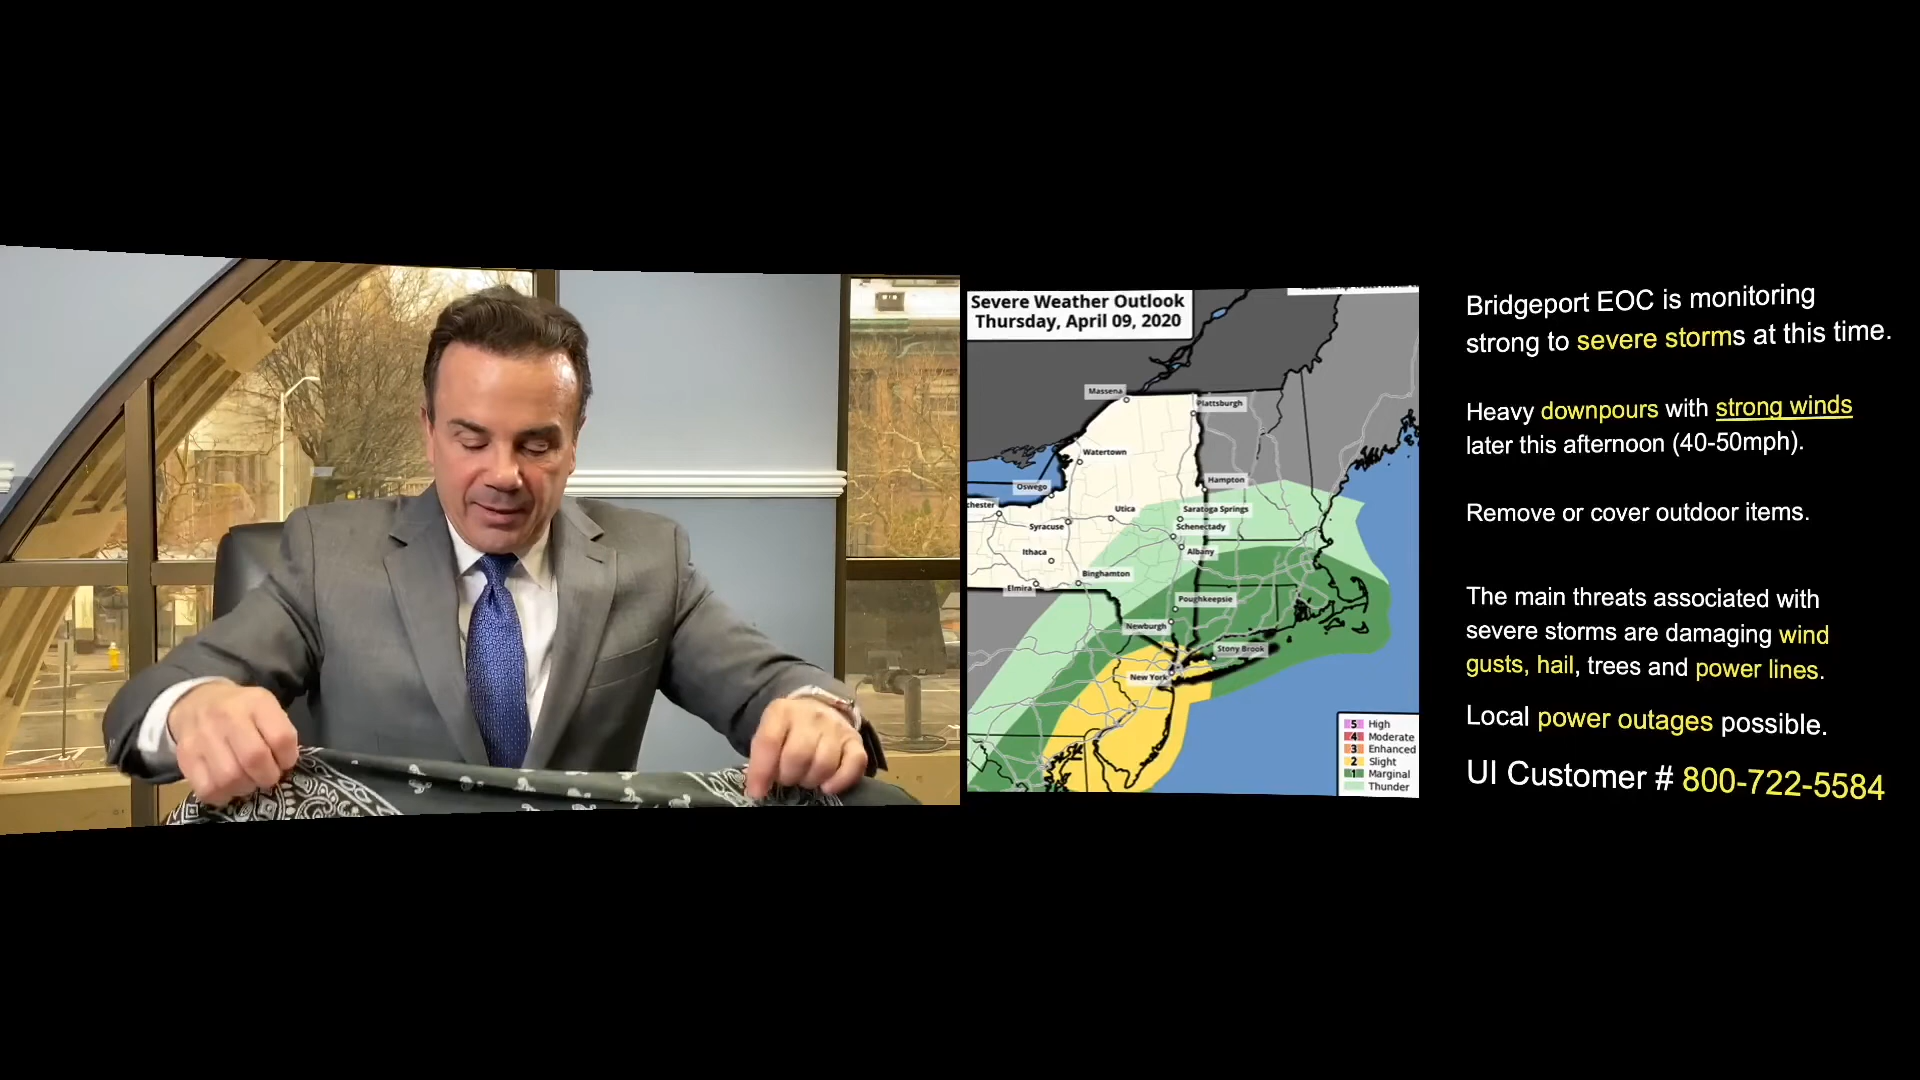 Severe Weather Outlook
Thursday, April 09, 2020
Massena
Plattsburgh
Watertown
Oswego
Hampton
chester
Utica
Saratoga Springs
Syracuse
Schenectady
Ithaca
Albany
Binghamton
Elmira
Poughkeepsie
Newburgh
Stony Brook
New York
5 High
4 Moderate
3 Enhanced
2 Slight
1 Marginal
Thunder
Bridgeport EOC is monitoring
strong to severe storms at this time.
Heavy downpours with strong winds
later this afternoon (40-50mph).
Remove or cover outdoor items.
The main threats associated with
severe storms are damaging wind
gusts, hail, trees and power lines.
Local power outages possible.
UI Customer # 800-722-5584